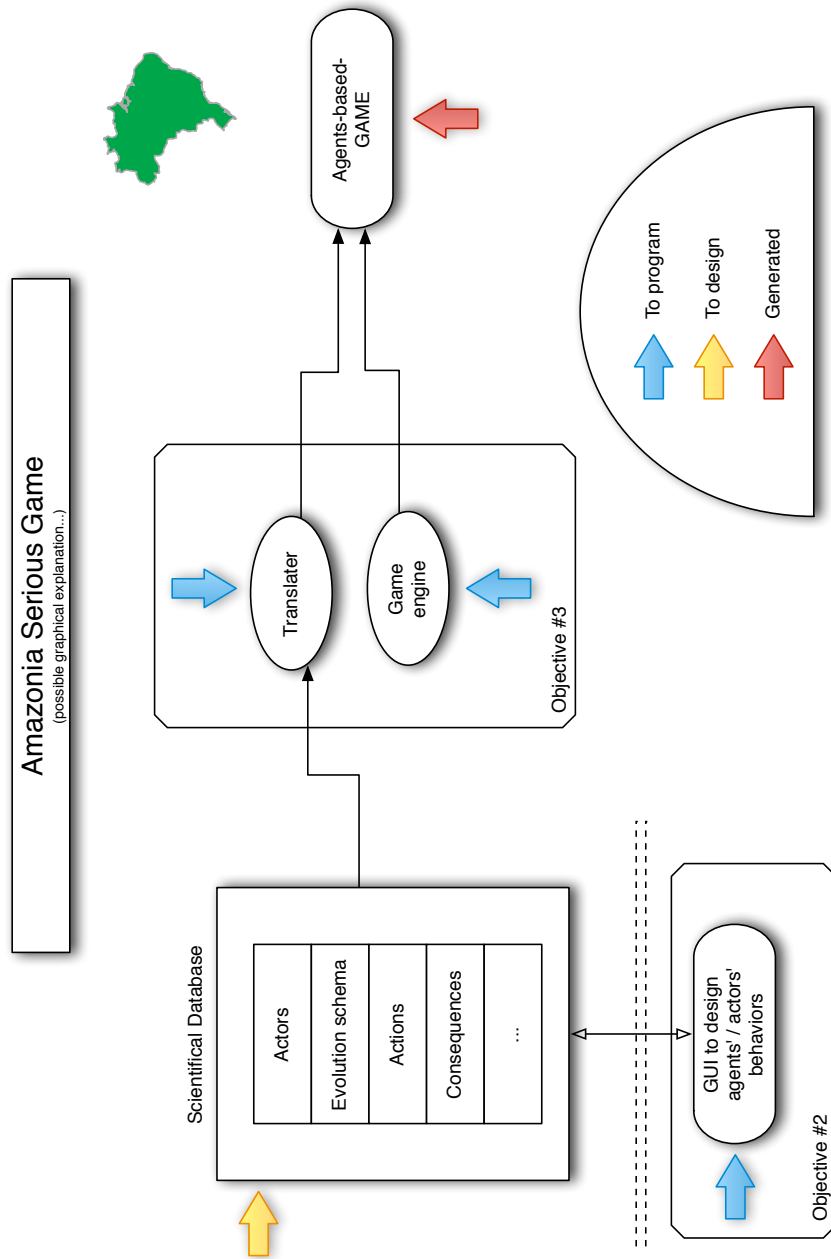 Amazonia Serious Game
(possible graphical explanation...)
Scientifical Database
Actors
Evolution schema
Actions
Consequences
...
Translater
Game
engine
Objective #3
Agents-based-
GAME
GUI to design
agents' / actors'
behaviors
Objective #2
To program
To design
Generated